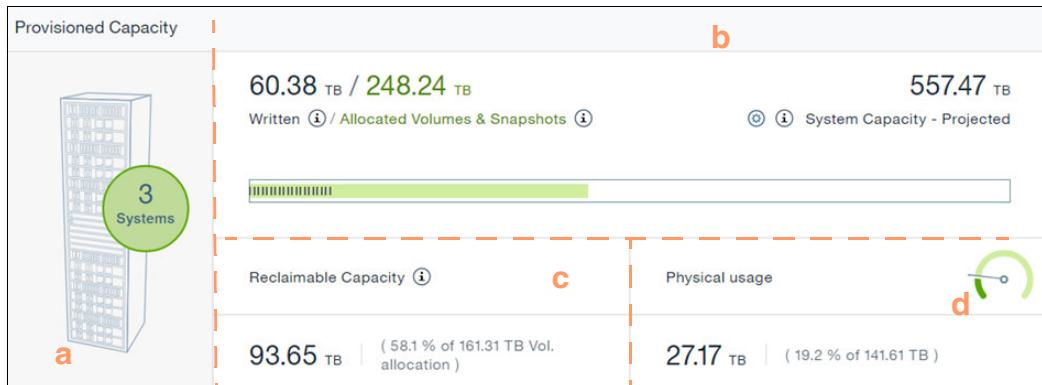 Provisioned Capacity
b
60.38 TB / 248.24 TB
557.47 TB
Written ⓘ / Allocated Volumes & Snapshots ⓘ
ⓘ System Capacity - Projected
3
Systems
Reclaimable Capacity ⓘ
c
Physical usage
d
a
93.65 TB
( 58.1 % of 161.31 TB Vol.
allocation )
27.17 TB
( 19.2 % of 141.61 TB )